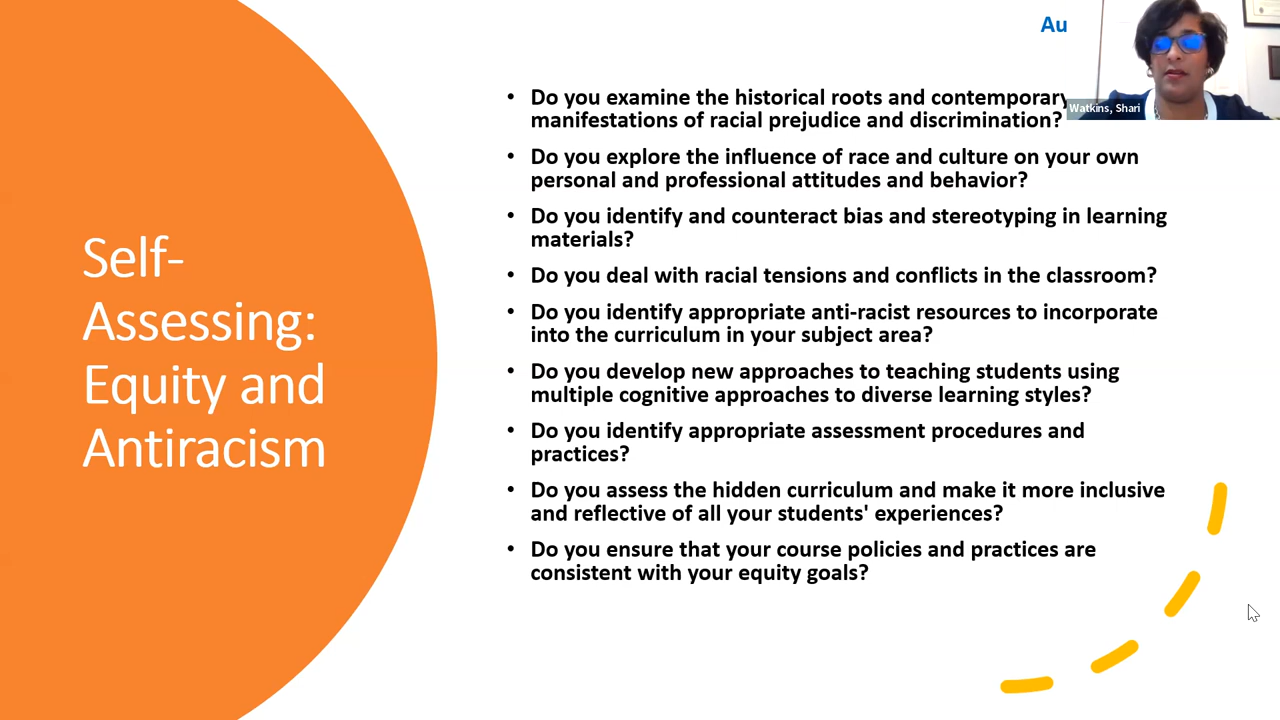 Au
Watkins, Shari
Self-
Assessing:
Equity and
Antiracism
• Do you examine the historical roots and contemporary
manifestations of racial prejudice and discrimination?
• Do you explore the influence of race and culture on your own
personal and professional attitudes and behavior?
• Do you identify and counteract bias and stereotyping in learning
materials?
• Do you deal with racial tensions and conflicts in the classroom?
• Do you identify appropriate anti-racist resources to incorporate
into the curriculum in your subject area?
• Do you develop new approaches to teaching students using
multiple cognitive approaches to diverse learning styles?
• Do you identify appropriate assessment procedures and
practices?
• Do you assess the hidden curriculum and make it more inclusive
and reflective of all your students' experiences?
• Do you ensure that your course policies and practices are
consistent with your equity goals?